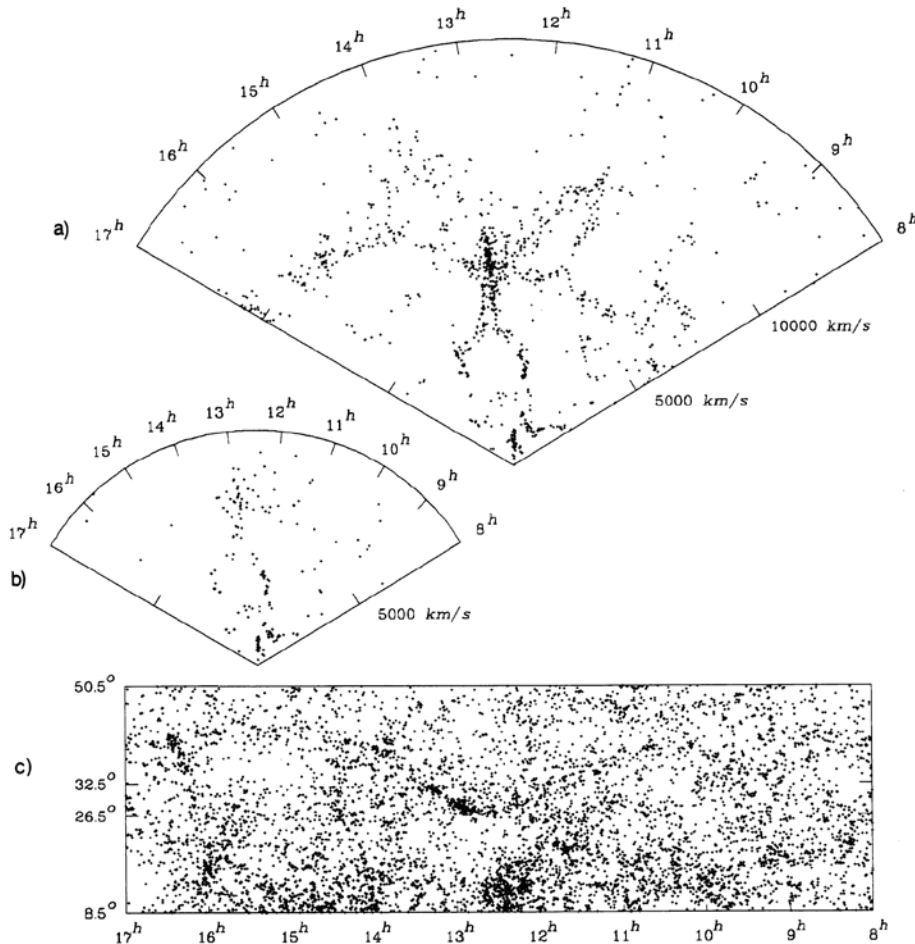 13ʰ
12ʰ
14ʰ
11ʰ
15ʰ
10ʰ
16ʰ
9ʰ
a)
17ʰ
8ʰ
10000 km/s
5000 km/s
13ʰ
12ʰ
14ʰ
11ʰ
15ʰ
10ʰ
16ʰ
9ʰ
17ʰ
8ʰ
b)
5000 km/s
50.5°
c)
32.5°
26.5°
8.5°
17ʰ 16ʰ 15ʰ 14ʰ 13ʰ 12ʰ 11ʰ 10ʰ 9ʰ 8ʰ